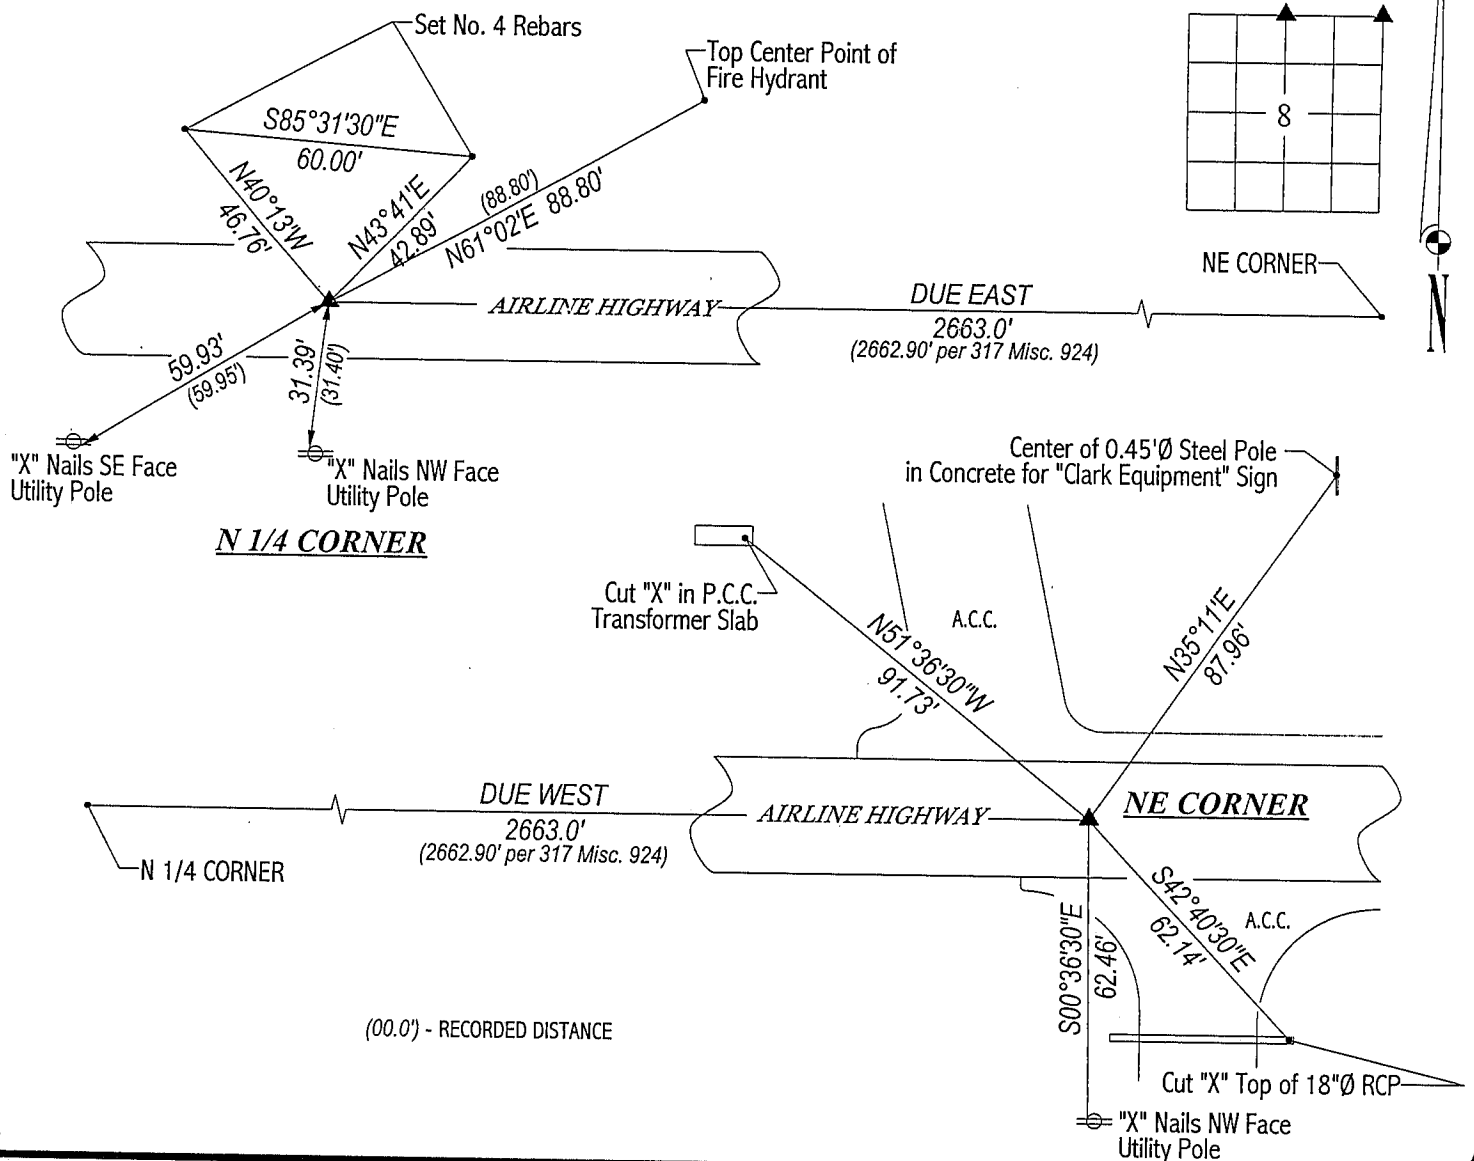 Set No. 4 Rebars
Top Center Point of
Fire Hydrant
8
S85°31'30"E
60.00'
N40°13'W
46.76'
N43°41'E
42.89'
(88.80')
N61°02'E 88.80'
NE CORNER
N
AIRLINE HIGHWAY
DUE EAST
2663.0'
(2662.90' per 317 Misc. 924)
59.93'
(59.95')
31.39'
(31.40')
"X" Nails SE Face
Utility Pole
"X" Nails NW Face
Utility Pole
N 1/4 CORNER
Center of 0.45'Ø Steel Pole
in Concrete for "Clark Equipment" Sign
Cut "X" in P.C.C.
Transformer Slab
A.C.C.
N51°36'30"W
91.73'
N35°11'E
87.96'
DUE WEST
2663.0'
(2662.90' per 317 Misc. 924)
AIRLINE HIGHWAY
NE CORNER
N 1/4 CORNER
S00°36'30"E
62.46'
S42°40'30"E
62.14'
A.C.C.
(00.0') - RECORDED DISTANCE
Cut "X" Top of 18"Ø RCP
"X" Nails NW Face
Utility Pole